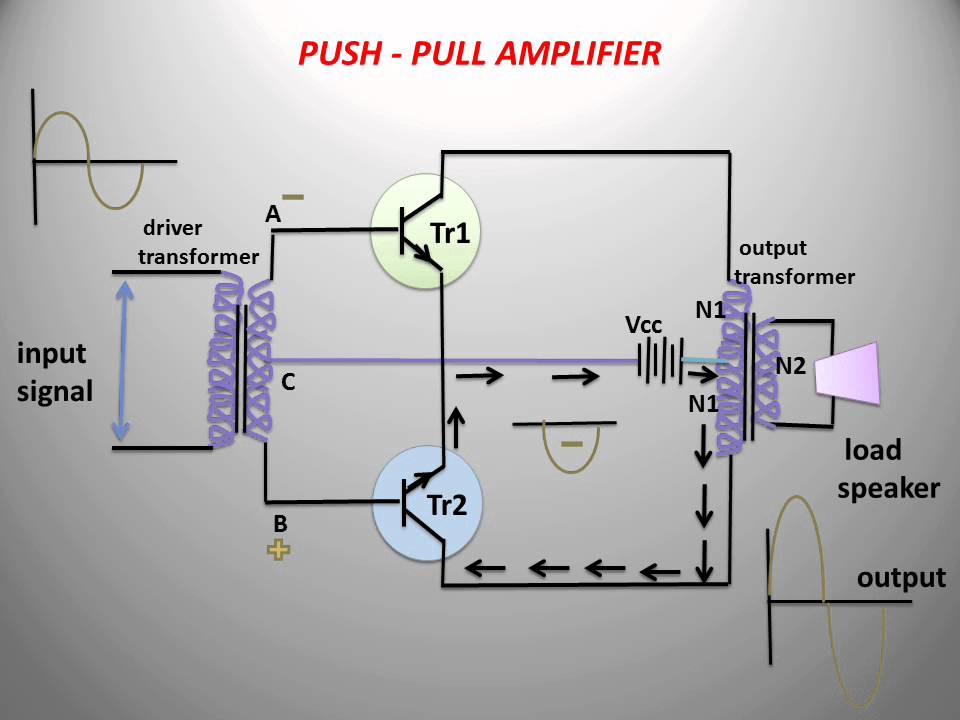 PUSH - PULL AMPLIFIER
A
−
driver
transformer
Tr1
output
transformer
N1
Vcc
input
signal
C
N2
N1
−
load
speaker
Tr2
B
+
output